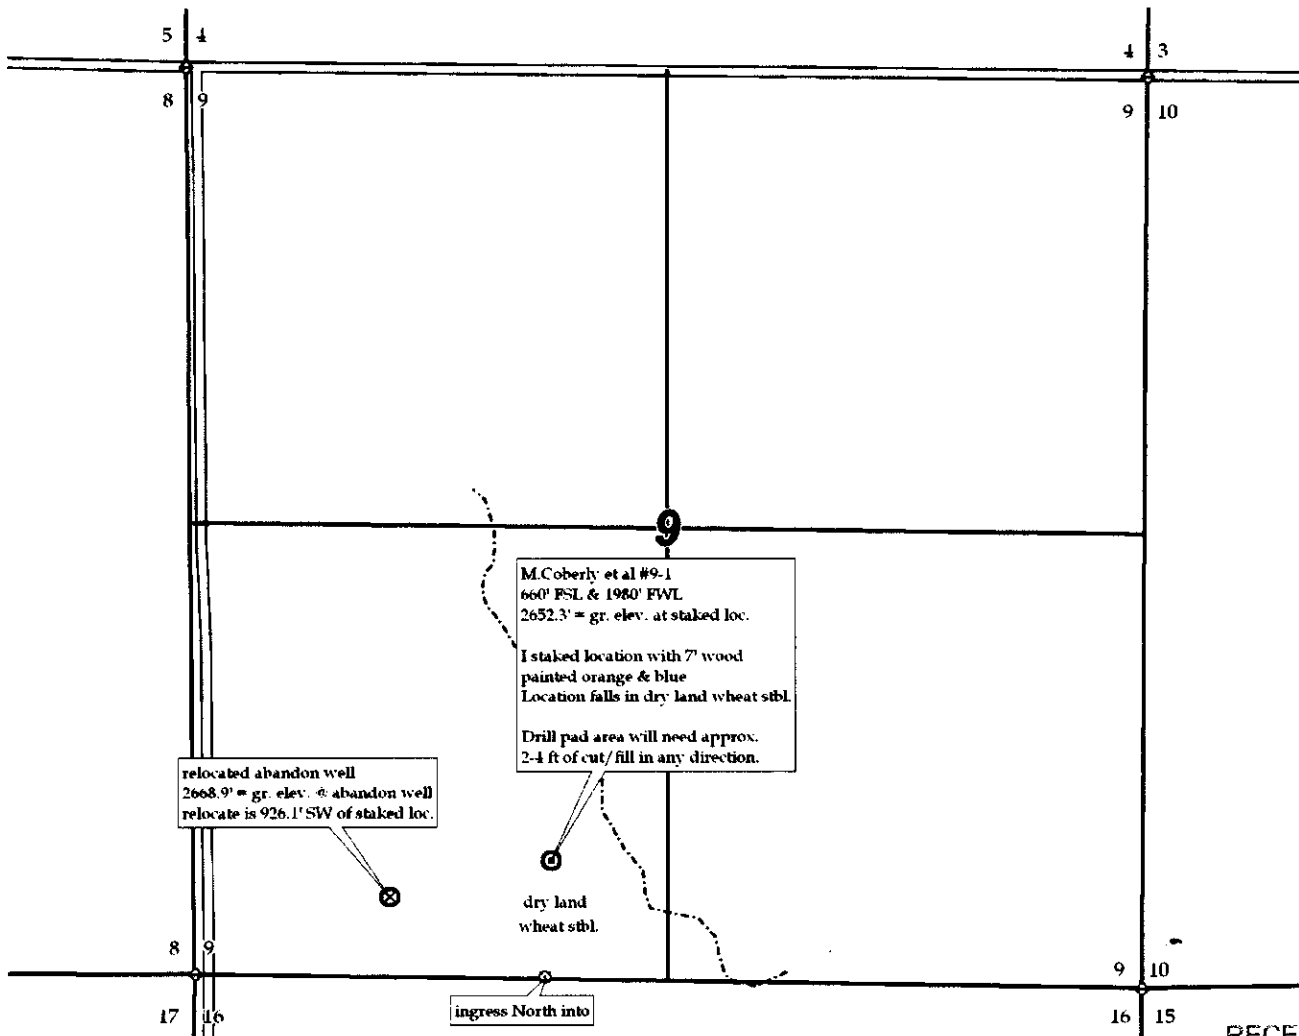 5 4
4 3
8 9
9 10
9
M.Coberly et al #9-1
660' FSL & 1980' FWL
2652.3' = gr. elev. at staked loc.
I staked location with 7' wood
painted orange & blue
Location falls in dry land wheat stbl.
Drill pad area will need approx.
2-4 ft of cut/fill in any direction.
relocated abandon well
2668.9' = gr. elev. @ abandon well
relocate is 926.1' SW of staked loc.
dry land
wheat stbl.
8 9
9 10
ingress North into
17 16
16 15